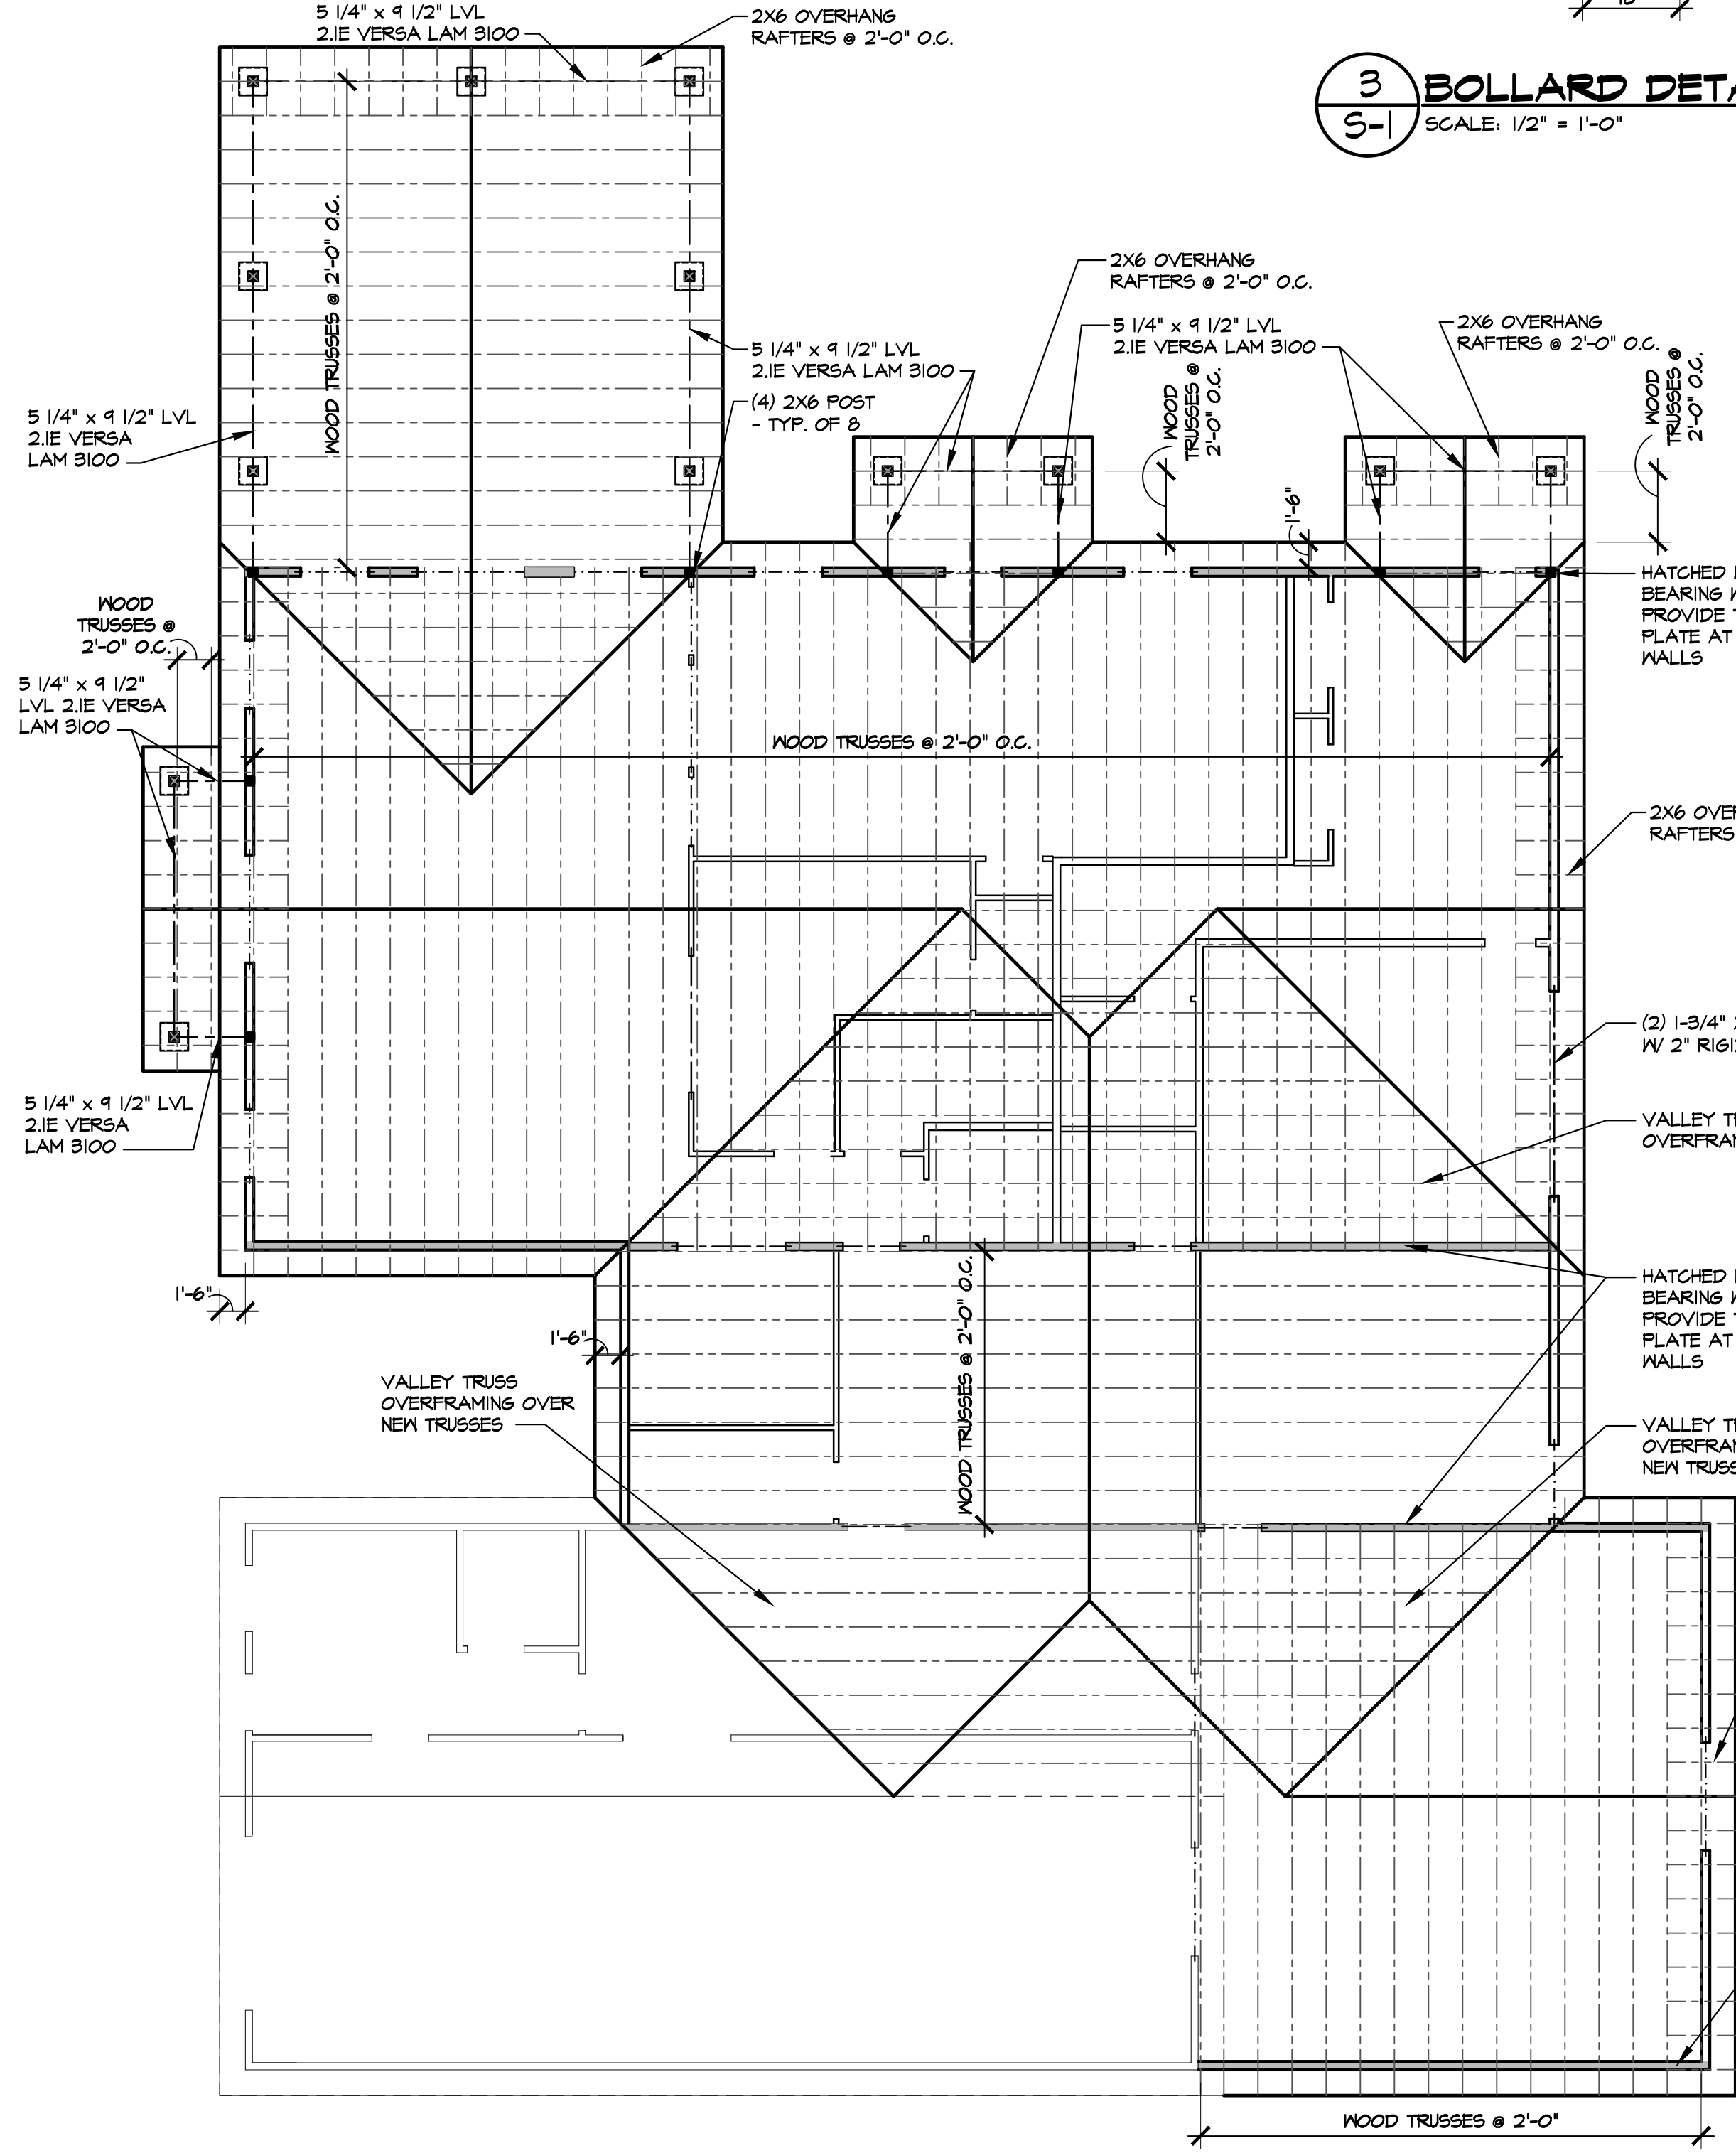 5 1/4" x 9 1/2" LVL
2.1E VERSA LAM 3100
2X6 OVERHANG
RAFTERS @ 2'-0" O.C.
3
S-1
BOLLARD
SCALE: 1/2" = 1'-0"
WOOD TRUSSES @ 2'-0" O.C.
2X6 OVERHANG
RAFTERS @ 2'-0" O.C.
5 1/4" x 9 1/2" LVL
2.1E VERSA LAM 3100
2X6 OVERHANG
RAFTERS @ 2'-0" O.C.
5 1/4" x 9 1/2" LVL
2.1E VERSA LAM 3100
(4) 2X6 POST
- TYP. OF 8
WOOD
TRUSSES @
2'-0" O.C.
WOOD
TRUSSES @
2'-0" O.C.
5 1/4" x 9 1/2" LVL
2.1E VERSA
LAM 3100
1'-6"
HATCHED
BEARING
PROVIDE
PLATE AT
WALLS
WOOD
TRUSSES @
2'-0" O.C.
5 1/4" x 9 1/2"
LVL 2.1E VERSA
LAM 3100
WOOD TRUSSES @ 2'-0" O.C.
2X6
RAFTERS
(2) 1-3/4"
W/ 2"
5 1/4" x 9 1/2" LVL
2.1E VERSA
LAM 3100
VALLEY
1'-6"
1'-6"
WOOD TRUSSES @ 2'-0" O.C.
HATCHED
BEARING
PROVIDE
PLATE AT
WALLS
VALLEY TRUSS
OVERFRAMING OVER
NEW TRUSSES
VALLEY
NEW
WOOD TRUSSES @ 2'-0"